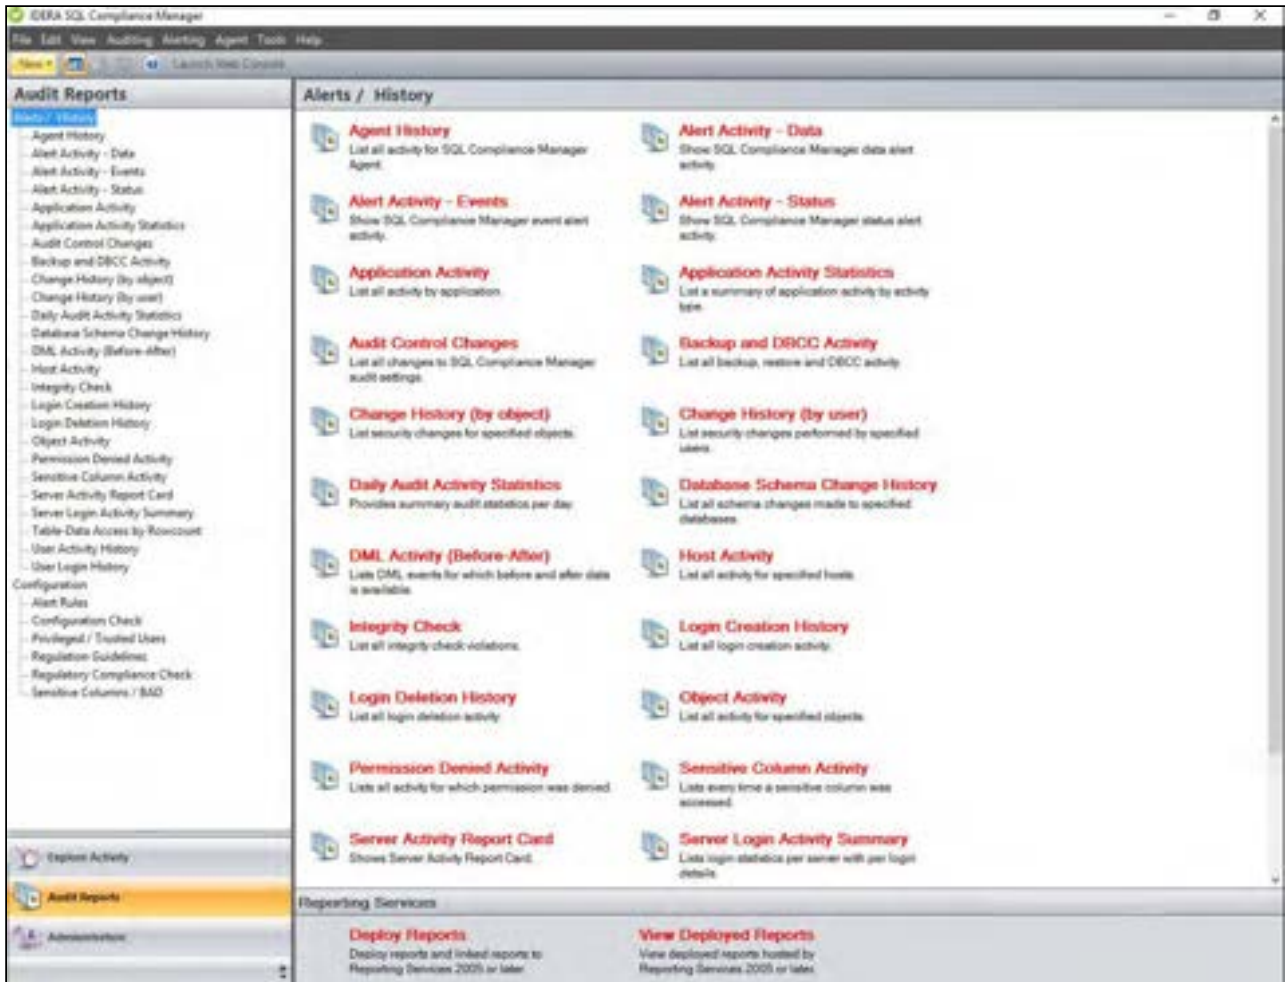 IDERA SQL Compliance Manager
File Edit View Auditing Alerting Agent Tools Help
New Launch Web Console
Audit Reports
Alerts / History
Agent History
Alert Activity - Data
Alert Activity - Events
Alert Activity - Status
Application Activity
Application Activity Statistics
Audit Control Changes
Backup and DBCC Activity
Change History (by object)
Change History (by user)
Daily Audit Activity Statistics
Database Schema Change History
DML Activity (Before-After)
Host Activity
Integrity Check
Login Creation History
Login Deletion History
Object Activity
Permission Denied Activity
Sensitive Column Activity
Server Activity Report Card
Server Login Activity Summary
Table-Data Access by Rowcount
User Activity History
User Login History
Configuration
Alert Rules
Configuration Check
Privileged / Trusted Users
Regulation Guidelines
Regulatory Compliance Check
Sensitive Columns / BAD
Explore Activity
Audit Reports
Administration
Alerts / History
Agent History
List all activity for SQL Compliance Manager
Agent.
Alert Activity - Data
Show SQL Compliance Manager data alert
activity.
Alert Activity - Events
Show SQL Compliance Manager event alert
activity.
Alert Activity - Status
Show SQL Compliance Manager status alert
activity.
Application Activity
List all activity by application.
Application Activity Statistics
List a summary of application activity by activity
type.
Audit Control Changes
List all changes to SQL Compliance Manager
audit settings.
Backup and DBCC Activity
List all backup, restore and DBCC activity.
Change History (by object)
List security changes for specified objects.
Change History (by user)
List security changes performed by specified
users.
Daily Audit Activity Statistics
Provides summary audit statistics per day.
Database Schema Change History
List all schema changes made to specified
databases.
DML Activity (Before-After)
Lists DML events for which before and after data
is available.
Host Activity
List all activity for specified hosts.
Integrity Check
List all integrity check violations.
Login Creation History
List all login creation activity.
Login Deletion History
List all login deletion activity.
Object Activity
List all activity for specified objects.
Permission Denied Activity
Lists all activity for which permission was denied.
Sensitive Column Activity
Lists every time a sensitive column was
accessed.
Server Activity Report Card
Shows Server Activity Report Card.
Server Login Activity Summary
Lists login statistics per server with per login
details.
Reporting Services
Deploy Reports
Deploy reports and linked reports to
Reporting Services 2005 or later.
View Deployed Reports
View deployed reports hosted by
Reporting Services 2005 or later.